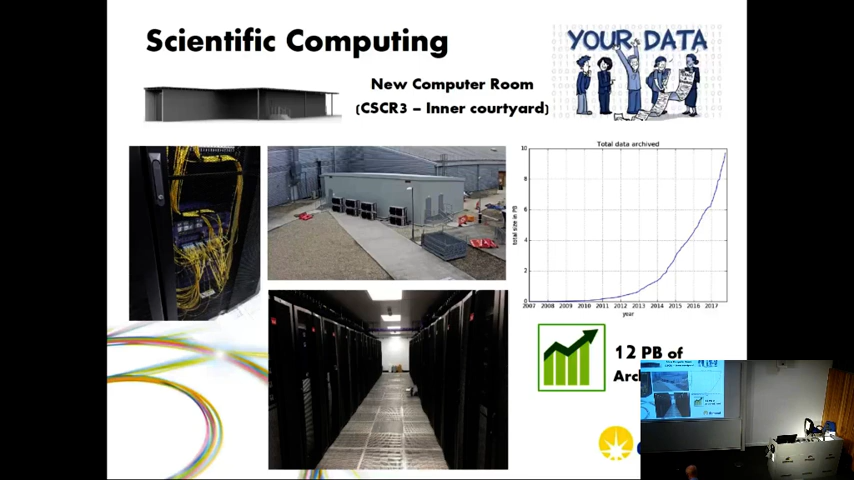 Scientific Computing
New Computer Room
(CSCR3 – Inner courtyard)
YOUR DATA
Total data archived
total size in PB
10
8
6
4
2
0
2007 2008 2009 2010 2011 2012 2013 2014 2015 2016 2017
year
12 PB of